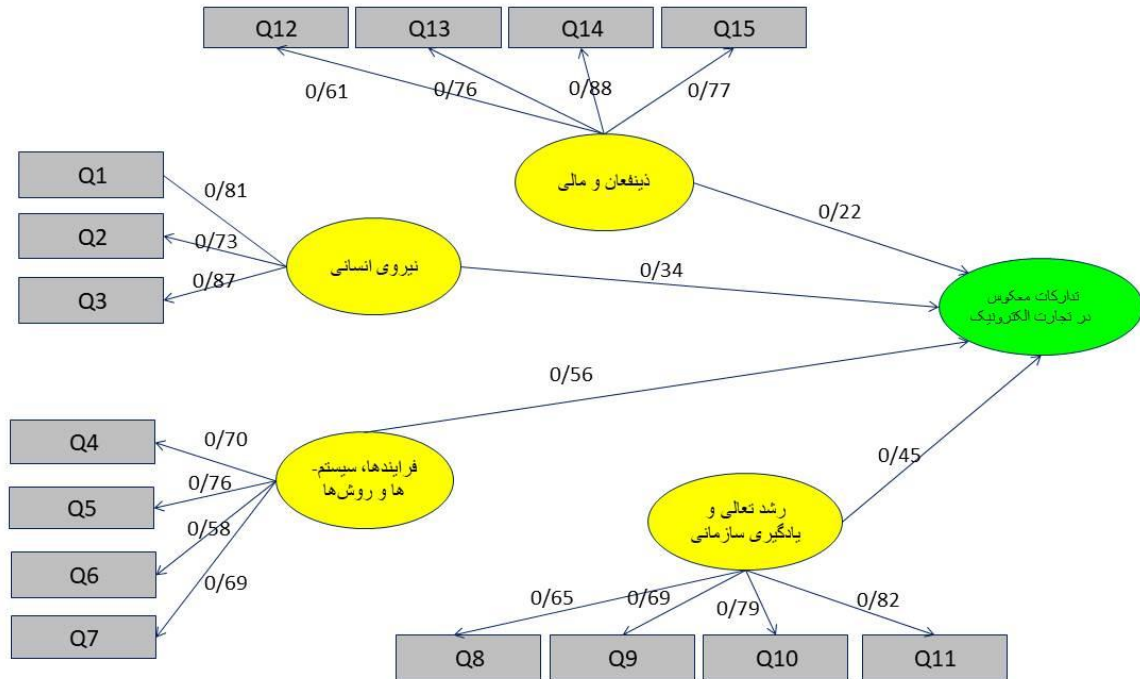 Q12
Q13
Q14
Q15
0/61
0/76
0/88
0/77
ذینفعان و مالی
Q1
Q2
Q3
0/81
0/73
0/87
نیروی انسانی
0/22
0/34
تدارکات معکوس
در تجارت الکترونیک
0/56
0/45
Q4
Q5
Q6
Q7
0/70
0/76
0/58
0/69
فرایندها، سیستم-
ها و روش‌ها
رشد تعالی و
یادگیری سازمانی
0/65
0/69
0/79
0/82
Q8
Q9
Q10
Q11